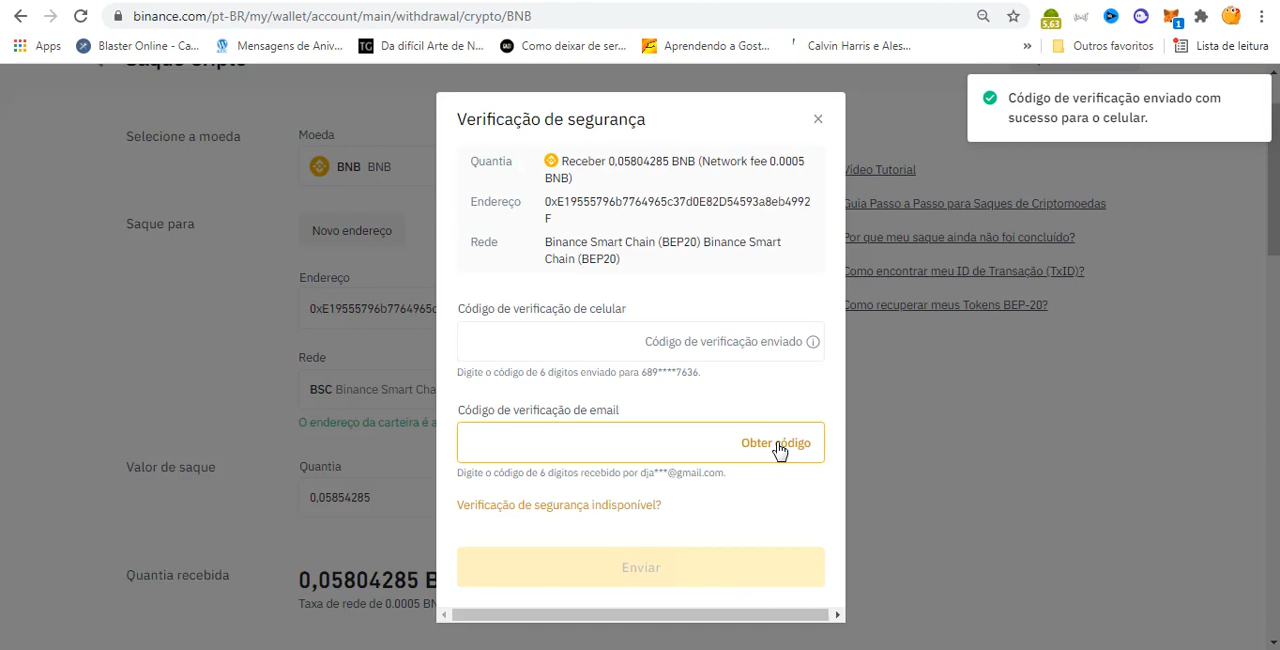 binance.com/pt-BR/my/wallet/account/main/withdrawal/crypto/BNB
5,63
1
Apps
Blaster Online - Ca...
Mensagens de Aniv...
TG
Da difícil Arte de N...
Como deixar de ser...
Aprendendo a Gost...
Calvin Harris e Ales...
»
Outros favoritos
Lista de leitura
Saque Cripto
Código de verificação enviado com
sucesso para o celular.
Selecione a moeda
Moeda
BNB BNB
Saque para
Novo endereço
Endereço
0xE19555796b7764965c
Rede
BSC Binance Smart Cha
O endereço da carteira é a
Valor de saque
Quantia
0,05854285
Quantia recebida
0,05804285 B
Taxa de rede de 0.0005 BN
Verificação de segurança
Quantia
Receber 0,05804285 BNB (Network fee 0.0005
BNB)
Endereço
0xE19555796b7764965c37d0E82D54593a8eb4992
F
Rede
Binance Smart Chain (BEP20) Binance Smart
Chain (BEP20)
Código de verificação de celular
Código de verificação enviado
Digite o código de 6 dígitos enviado para 689****7636.
Código de verificação de email
Obter código
Digite o código de 6 dígitos recebido por dja***@gmail.com.
Verificação de segurança indisponível?
Enviar
Vídeo Tutorial
Guia Passo a Passo para Saques de Criptomoedas
Por que meu saque ainda não foi concluído?
Como encontrar meu ID de Transação (TxID)?
Como recuperar meus Tokens BEP-20?